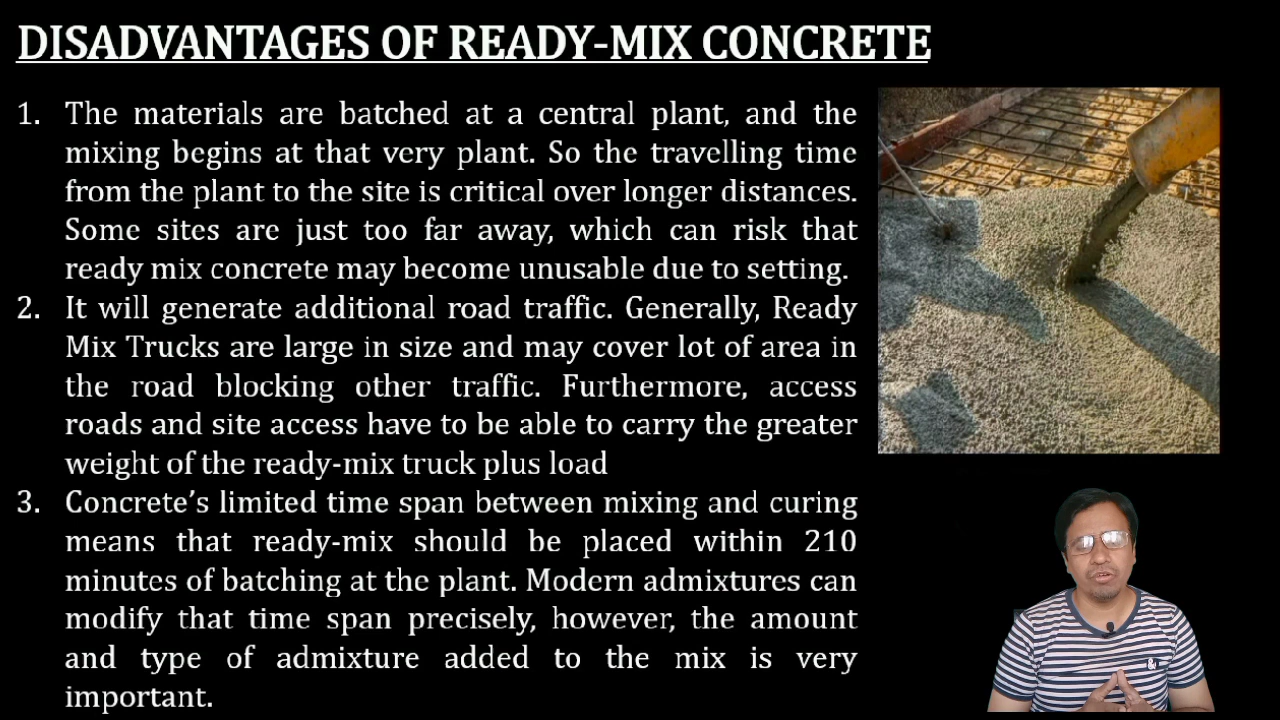 DISADVANTAGES OF READY-MIX CONCRETE
1. The materials are batched at a central plant, and the
mixing begins at that very plant. So the travelling time
from the plant to the site is critical over longer distances.
Some sites are just too far away, which can risk that
ready mix concrete may become unusable due to setting.
2. It will generate additional road traffic. Generally, Ready
Mix Trucks are large in size and may cover lot of area in
the road blocking other traffic. Furthermore, access
roads and site access have to be able to carry the greater
weight of the ready-mix truck plus load
3. Concrete's limited time span between mixing and curing
means that ready-mix should be placed within 210
minutes of batching at the plant. Modern admixtures can
modify that time span precisely, however, the amount
and type of admixture added to the mix is very
important.